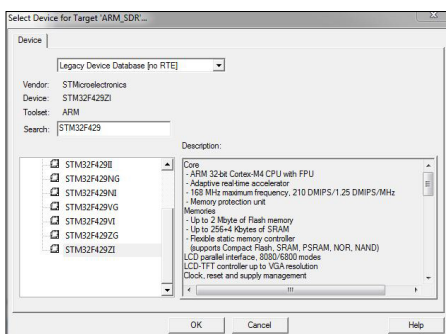 Select Device for Target 'ARM_SDR'...
Device
Legacy Device Database [no RTE]
Vendor: STMicroelectronics
Device: STM32F429ZI
Toolset: ARM
Search: STM32F429
Description:
STM32F429II
STM32F429NG
STM32F429NI
STM32F429VG
STM32F429VI
STM32F429ZG
STM32F429ZI
Core
- ARM 32-bit Cortex-M4 CPU with FPU
- Adaptive real-time accelerator
- 168 MHz maximum frequency, 210 DMIPS/1.25 DMIPS/MHz
- Memory protection unit
Memories
- Up to 2 Mbyte of Flash memory
- Up to 256+4 Kbytes of SRAM
- Flexible static memory controller
(supports Compact Flash, SRAM, PSRAM, NOR, NAND)
LCD parallel interface, 8080/6800 modes
LCD-TFT controller up to VGA resolution
Clock, reset and supply management
OK Cancel Help